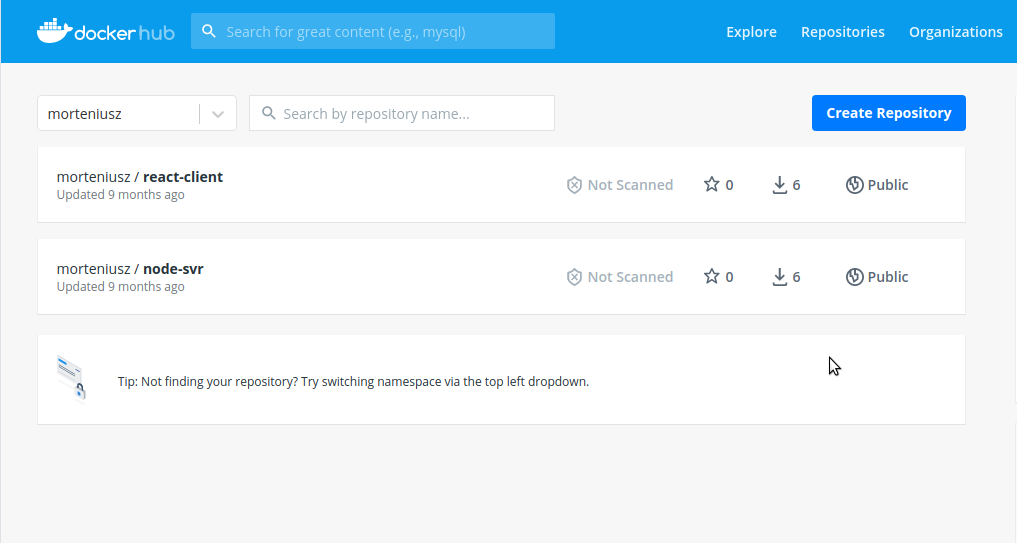 docker hub
Search for great content (e.g., mysql)
Explore
Repositories
Organizations
morteniusz
Search by repository name...
Create Repository
morteniusz / react-client
Updated 9 months ago
Not Scanned
0
6
Public
morteniusz / node-svr
Updated 9 months ago
Not Scanned
0
6
Public
Tip: Not finding your repository? Try switching namespace via the top left dropdown.